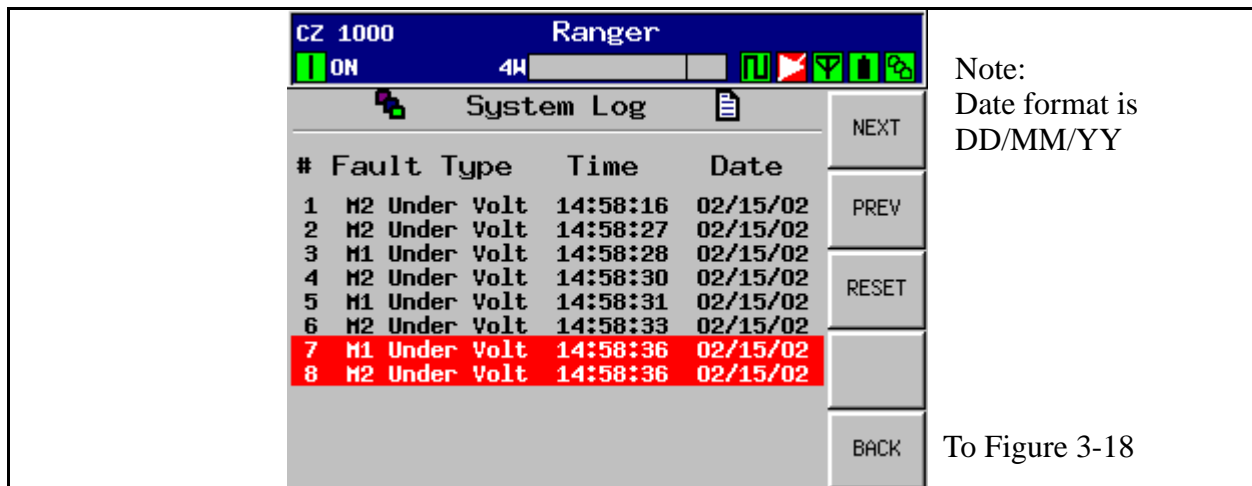 CZ 1000 Ranger
ON 4W
System Log
NEXT
# Fault Type Time Date
1 M2 Under Volt 14:58:16 02/15/02
2 M2 Under Volt 14:58:27 02/15/02
3 M1 Under Volt 14:58:28 02/15/02
4 M2 Under Volt 14:58:30 02/15/02
5 M1 Under Volt 14:58:31 02/15/02
6 M2 Under Volt 14:58:33 02/15/02
7 M1 Under Volt 14:58:36 02/15/02
8 M2 Under Volt 14:58:36 02/15/02
PREV
RESET
BACK
Note:
Date format is
DD/MM/YY
To Figure 3-18